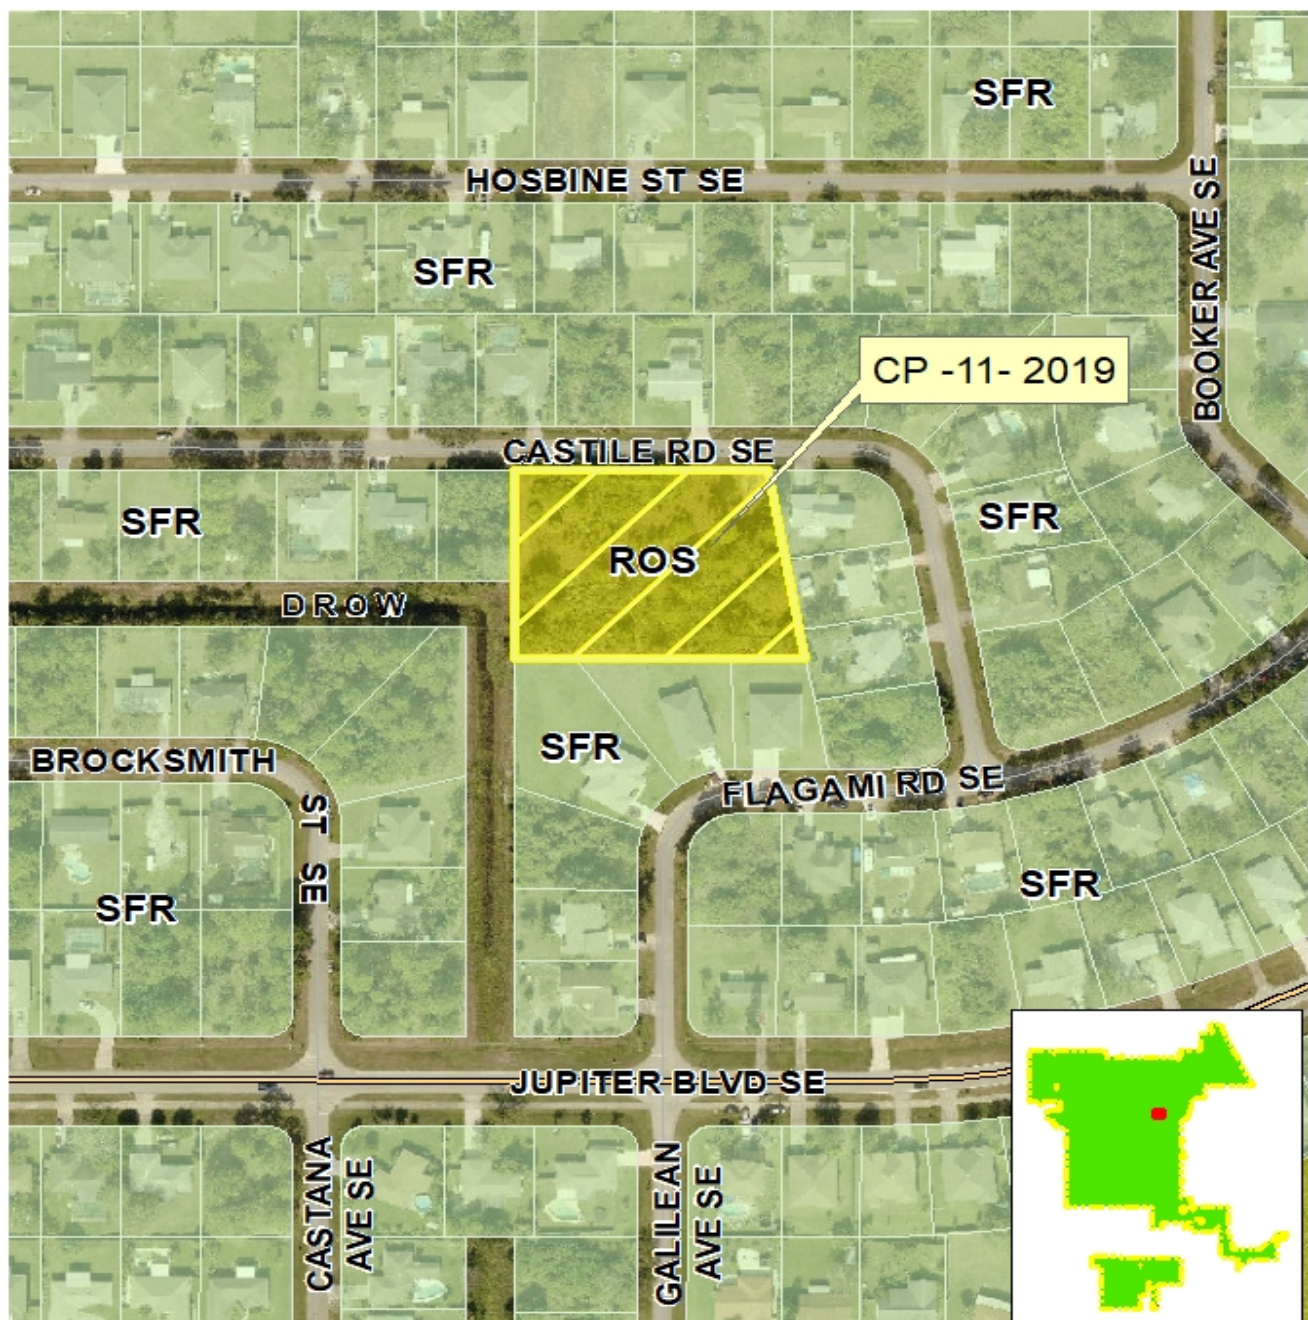 SFR
HOSBINE ST SE
BOOKER AVE SE
SFR
CP -11- 2019
CASTILE RD SE
SFR
ROS
SFR
D R O W
BROCKSMITH
ST SE
SFR
FLAGAMI RD SE
SFR
SFR
JUPITER BLVD SE
CASTANA
AVE SE
GALILEAN
AVE SE